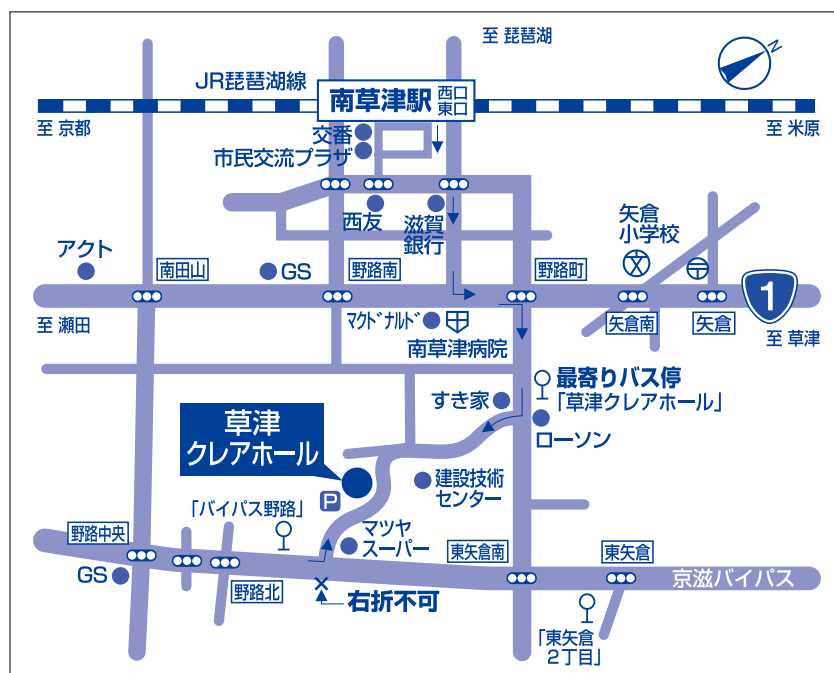 至 琵琶湖
N
JR琵琶湖線
南草津駅
西口
東口
至 京都
至 米原
交番
市民交流プラザ
西友
滋賀
銀行
矢倉
小学校
文
アクト
南田山
GS
野路南
野路町
1
至 瀬田
マクドナルド
矢倉南
矢倉
至 草津
南草津病院
最寄りバス停
「草津クレアホール」
すき家
草津
クレアホール
ローソン
建設技術
センター
P
「バイパス野路」
マツヤ
スーパー
野路中央
東矢倉南
東矢倉
GS
野路北
京滋バイパス
右折不可
「東矢倉
2丁目」